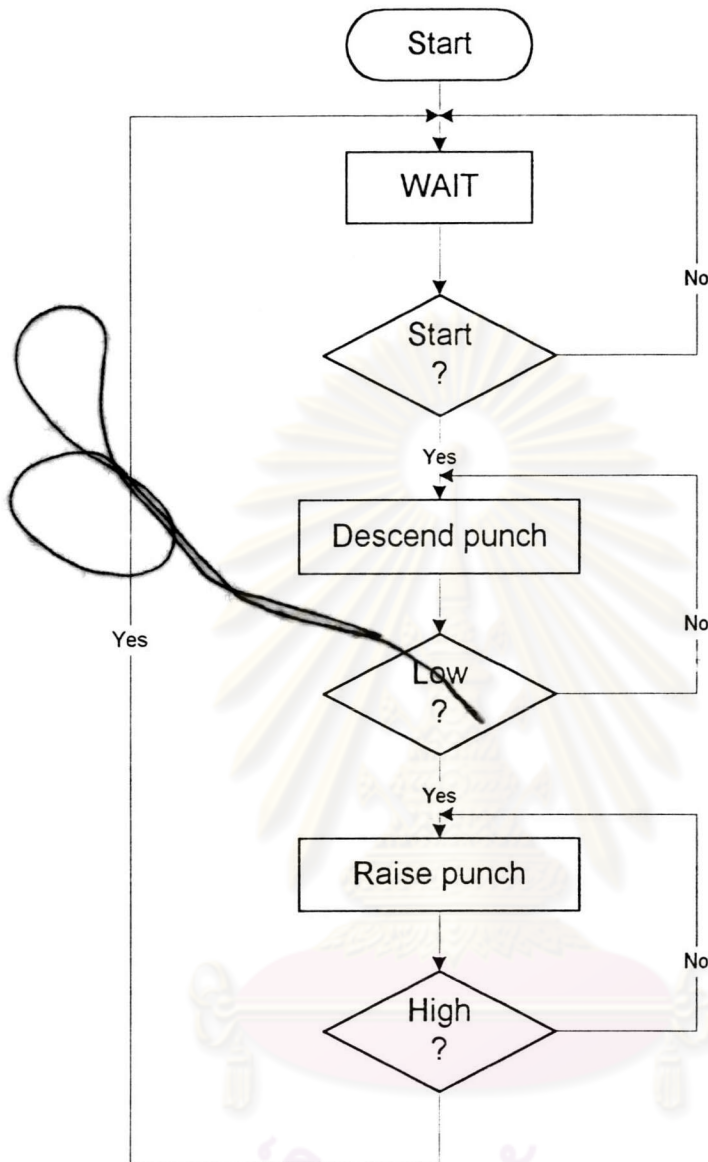 Start
WAIT
No
Start
?
Yes
Descend punch
No
Yes
Low
?
Yes
Raise punch
No
High
?